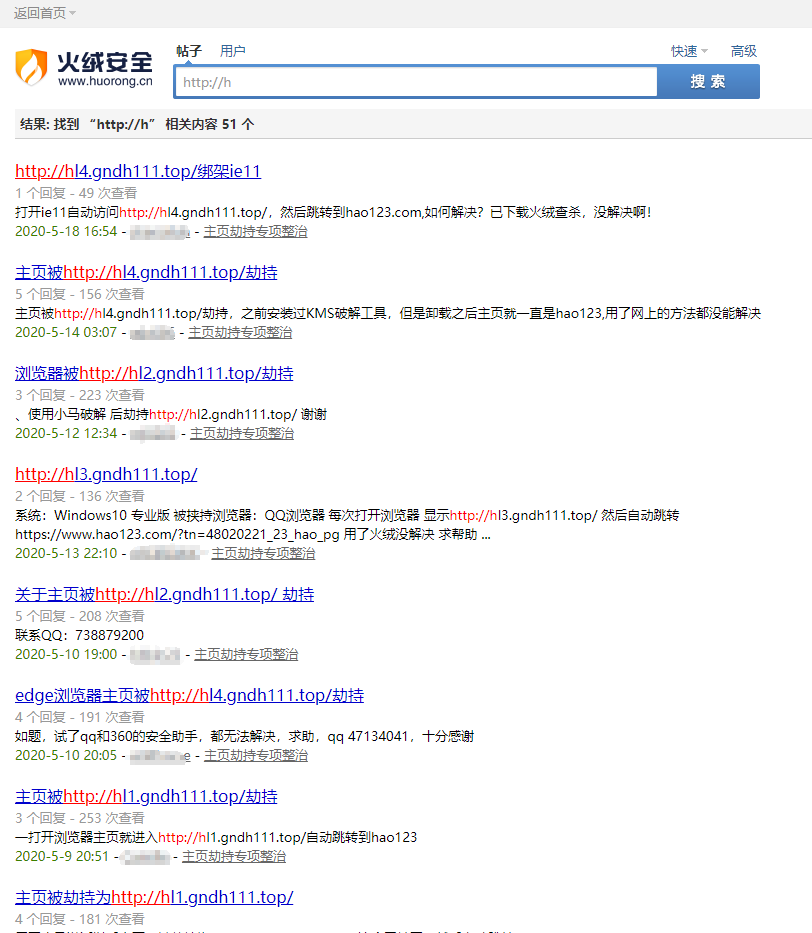 返回首页
火绒安全
www.huorong.cn
帖子 用户 快速 高级
http://h 搜 索
结果: 找到 “http://h” 相关内容 51 个
http://hl4.gndh111.top/绑架ie11
1 个回复 - 49 次查看
打开ie11自动访问http://hl4.gndh111.top/，然后跳转到hao123.com,如何解决？已下载火绒查杀，没解决啊！
2020-5-18 16:54 - - 主页劫持专项整治
主页被http://hl4.gndh111.top/劫持
5 个回复 - 156 次查看
主页被http://hl4.gndh111.top/劫持，之前安装过KMS破解工具，但是卸载之后主页就一直是hao123,用了网上的方法都没能解决
2020-5-14 03:07 - - 主页劫持专项整治
浏览器被http://hl2.gndh111.top/劫持
3 个回复 - 223 次查看
、使用小马破解 后劫持http://hl2.gndh111.top/ 谢谢
2020-5-12 12:34 - - 主页劫持专项整治
http://hl3.gndh111.top/
2 个回复 - 136 次查看
系统：Windows10 专业版 被挟持浏览器：QQ浏览器 每次打开浏览器 显示http://hl3.gndh111.top/ 然后自动跳转
https://www.hao123.com/?tn=48020221_23_hao_pg 用了火绒没解决 求帮助 ...
2020-5-13 22:10 - - 主页劫持专项整治
关于主页被http://hl2.gndh111.top/ 劫持
5 个回复 - 208 次查看
联系QQ：738879200
2020-5-10 19:00 - - 主页劫持专项整治
edge浏览器主页被http://hl4.gndh111.top/劫持
4 个回复 - 191 次查看
如题，试了qq和360的安全助手，都无法解决，求助，qq 47134041，十分感谢
2020-5-10 20:05 - - 主页劫持专项整治
主页被http://hl1.gndh111.top/劫持
3 个回复 - 253 次查看
一打开浏览器主页就进入http://hl1.gndh111.top/自动跳转到hao123
2020-5-9 20:51 - - 主页劫持专项整治
主页被劫持为http://hl1.gndh111.top/
4 个回复 - 181 次查看